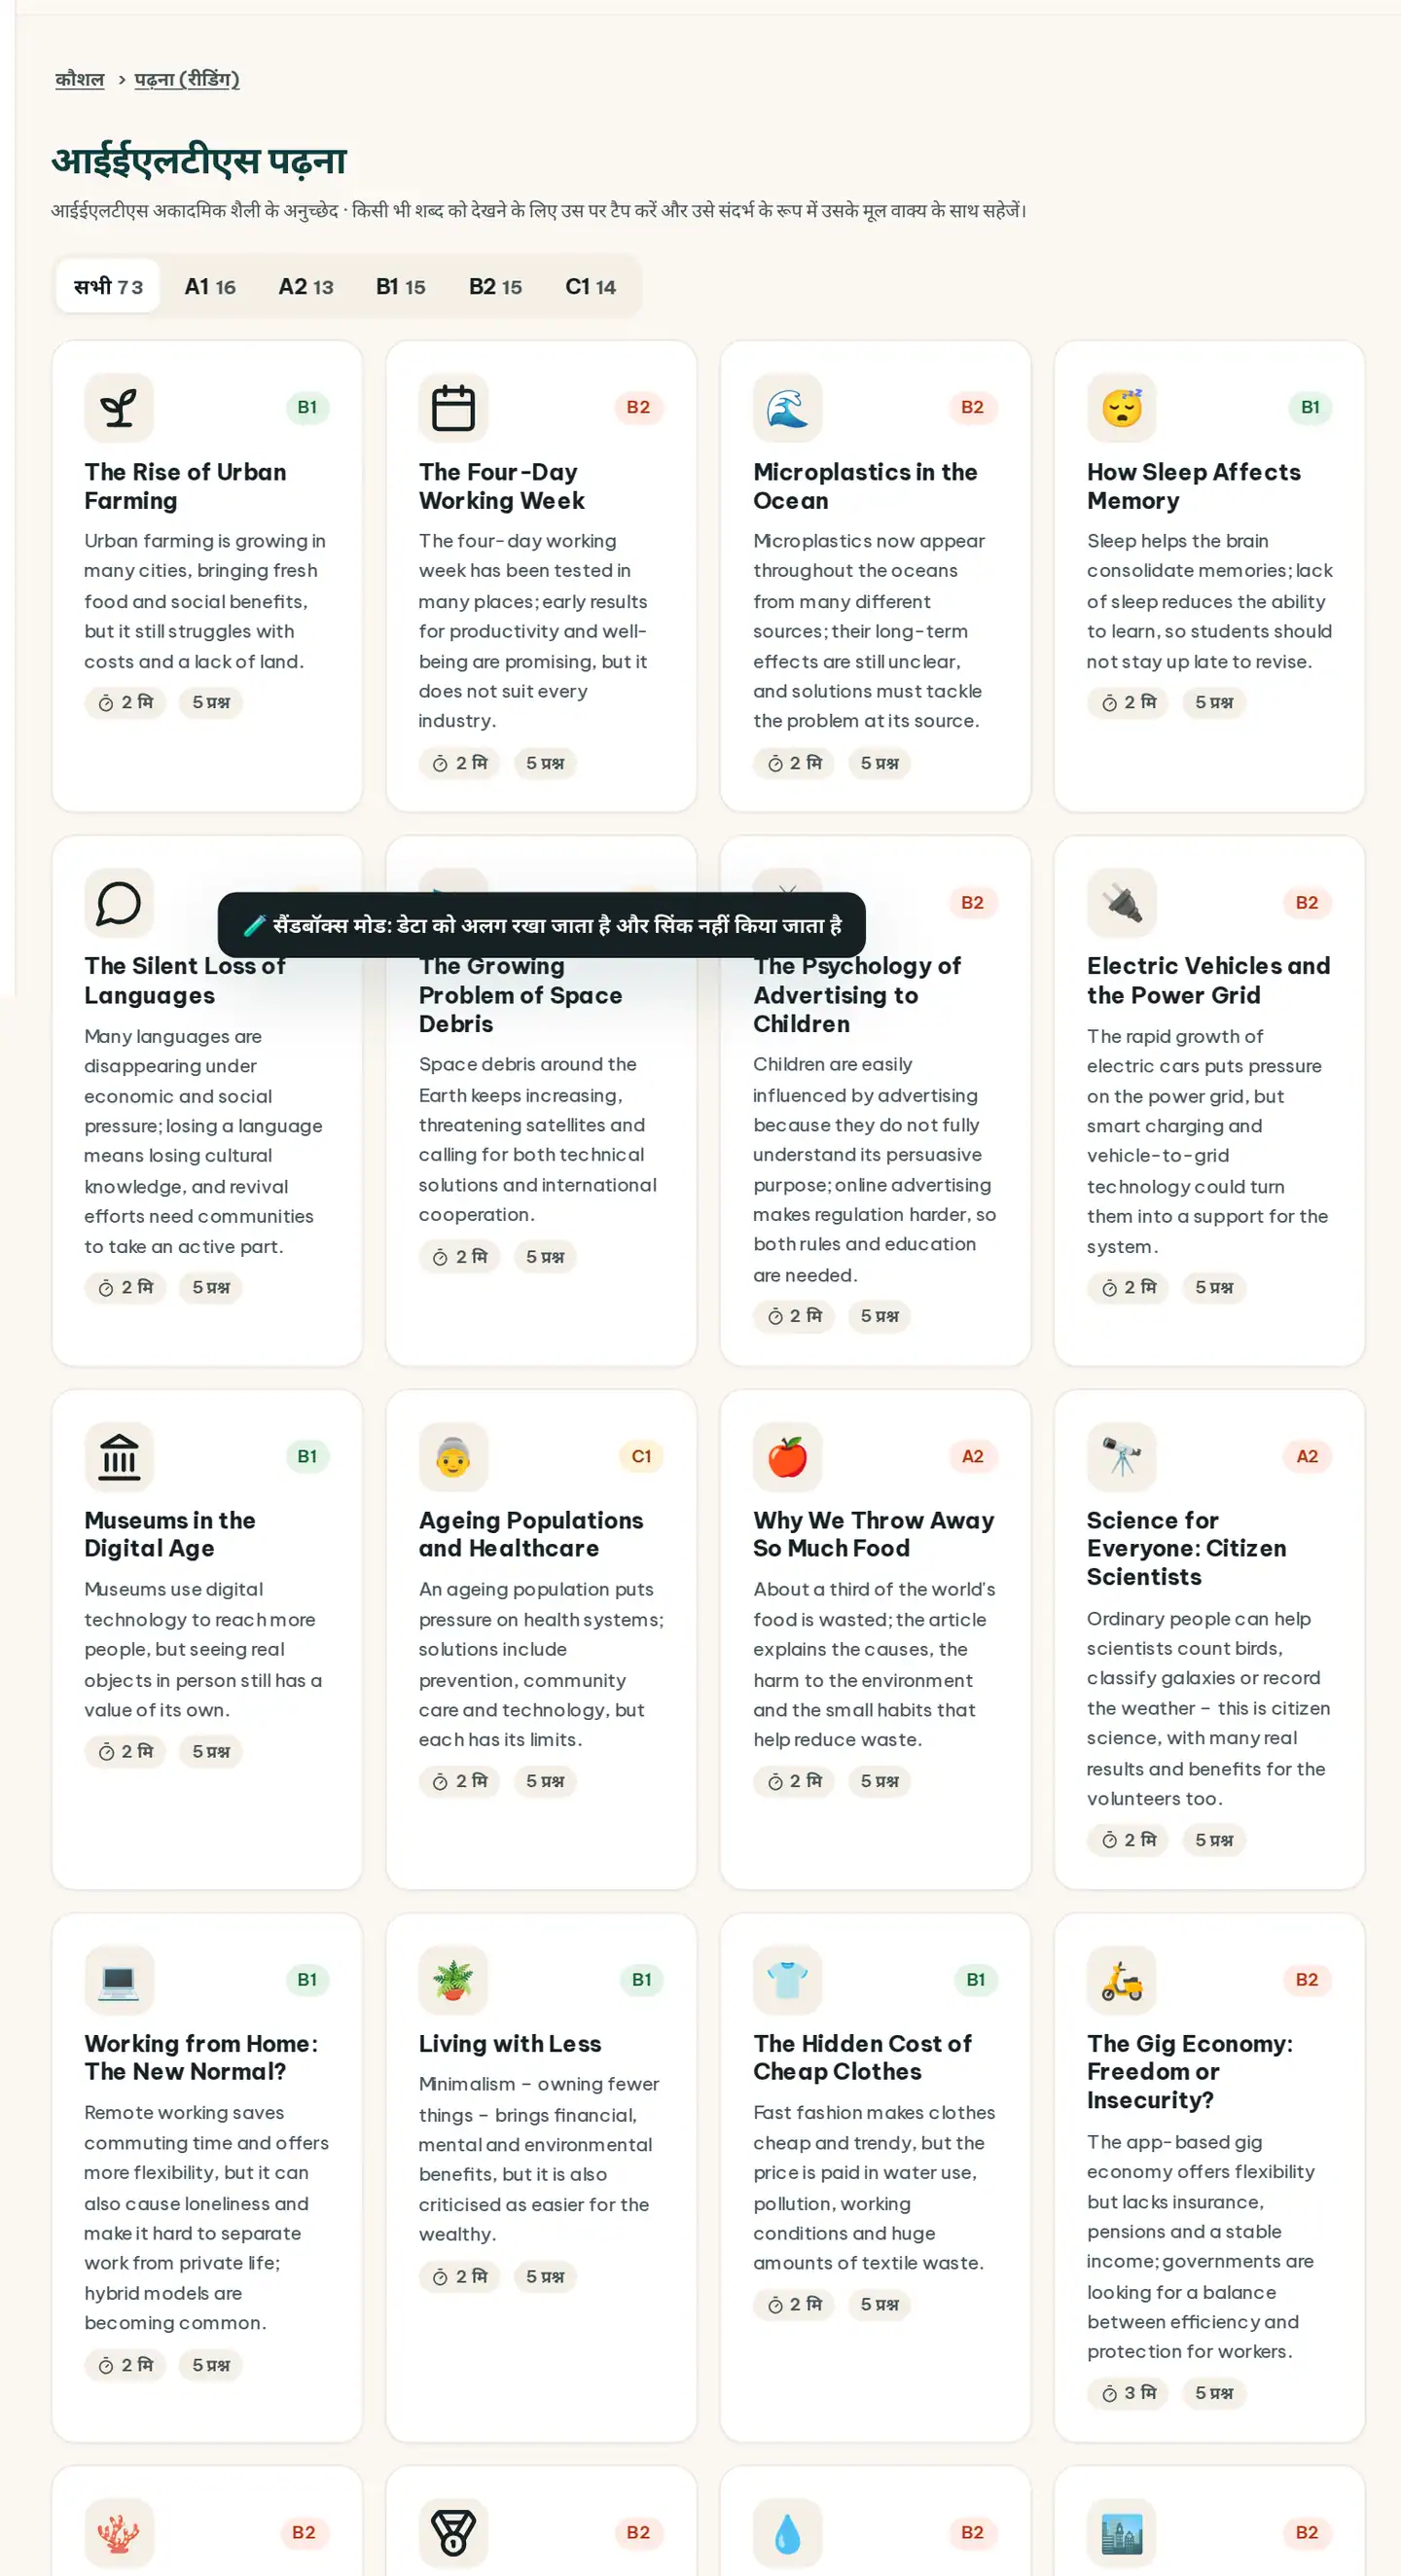 कौशल › पढ़ना (रीडिंग)
आईईएलटीएस पढ़ना
आईईएलटीएस अकादमिक शैली के अनुच्छेद · किसी भी शब्द को देखने के लिए उस पर टैप करें और उसे संदर्भ के रूप में उसके मूल वाक्य के साथ सहेजें।
सभी 73 A1 16 A2 13 B1 15 B2 15 C1 14
B1
The Rise of Urban
Farming
Urban farming is growing in
many cities, bringing fresh
food and social benefits,
but it still struggles with
costs and a lack of land.
2 मि 5 प्रश्न
B2
The Four-Day
Working Week
The four-day working
week has been tested in
many places; early results
for productivity and well-
being are promising, but it
does not suit every
industry.
2 मि 5 प्रश्न
B2
Microplastics in the
Ocean
Microplastics now appear
throughout the oceans
from many different
sources; their long-term
effects are still unclear,
and solutions must tackle
the problem at its source.
2 मि 5 प्रश्न
B1
How Sleep Affects
Memory
Sleep helps the brain
consolidate memories; lack
of sleep reduces the ability
to learn, so students should
not stay up late to revise.
2 मि 5 प्रश्न
🧪 सैंडबॉक्स मोड: डेटा को अलग रखा जाता है और सिंक नहीं किया जाता है
The Silent Loss of
Languages
Many languages are
disappearing under
economic and social
pressure; losing a language
means losing cultural
knowledge, and revival
efforts need communities
to take an active part.
2 मि 5 प्रश्न
The Growing
Problem of Space
Debris
Space debris around the
Earth keeps increasing,
threatening satellites and
calling for both technical
solutions and international
cooperation.
2 मि 5 प्रश्न
B2
The Psychology of
Advertising to
Children
Children are easily
influenced by advertising
because they do not fully
understand its persuasive
purpose; online advertising
makes regulation harder, so
both rules and education
are needed.
2 मि 5 प्रश्न
B2
Electric Vehicles and
the Power Grid
The rapid growth of
electric cars puts pressure
on the power grid, but
smart charging and
vehicle-to-grid
technology could turn
them into a support for the
system.
2 मि 5 प्रश्न
B1
Museums in the
Digital Age
Museums use digital
technology to reach more
people, but seeing real
objects in person still has a
value of its own.
2 मि 5 प्रश्न
C1
Ageing Populations
and Healthcare
An ageing population puts
pressure on health systems;
solutions include
prevention, community
care and technology, but
each has its limits.
2 मि 5 प्रश्न
A2
Why We Throw Away
So Much Food
About a third of the world's
food is wasted; the article
explains the causes, the
harm to the environment
and the small habits that
help reduce waste.
2 मि 5 प्रश्न
A2
Science for
Everyone: Citizen
Scientists
Ordinary people can help
scientists count birds,
classify galaxies or record
the weather – this is citizen
science, with many real
results and benefits for the
volunteers too.
2 मि 5 प्रश्न
B1
Working from Home:
The New Normal?
Remote working saves
commuting time and offers
more flexibility, but it can
also cause loneliness and
make it hard to separate
work from private life;
hybrid models are
becoming common.
2 मि 5 प्रश्न
B1
Living with Less
Minimalism – owning fewer
things – brings financial,
mental and environmental
benefits, but it is also
criticised as easier for the
wealthy.
2 मि 5 प्रश्न
B1
The Hidden Cost of
Cheap Clothes
Fast fashion makes clothes
cheap and trendy, but the
price is paid in water use,
pollution, working
conditions and huge
amounts of textile waste.
2 मि 5 प्रश्न
B2
The Gig Economy:
Freedom or
Insecurity?
The app-based gig
economy offers flexibility
but lacks insurance,
pensions and a stable
income; governments are
looking for a balance
between efficiency and
protection for workers.
3 मि 5 प्रश्न
B2
B2
B2
B2